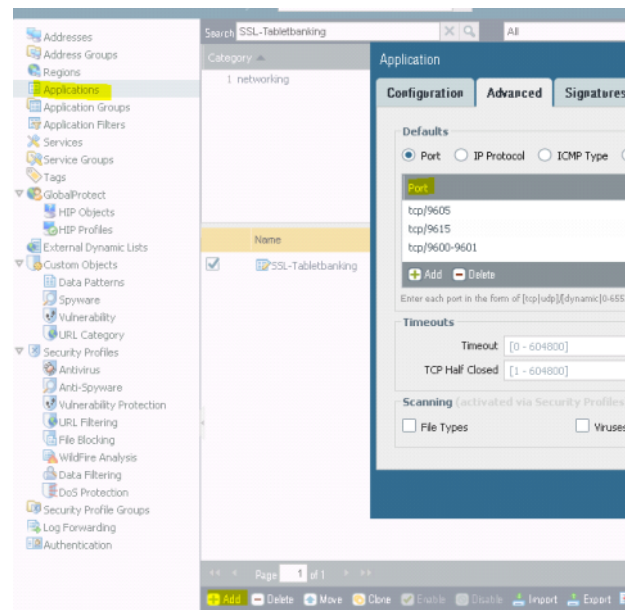 Addresses
Address Groups
Regions
Applications
Application Groups
Application Filters
Services
Service Groups
Tags
GlobalProtect
HIP Objects
HIP Profiles
External Dynamic Lists
Custom Objects
Data Patterns
Spyware
Vulnerability
URL Category
Security Profiles
Antivirus
Anti-Spyware
Vulnerability Protection
URL Filtering
File Blocking
WildFire Analysis
Data Filtering
DoS Protection
Security Profile Groups
Log Forwarding
Authentication
Search SSL-Tabletbanking
All
Category
1 networking
Name
SSL-Tabletbanking
Application
Configuration Advanced Signatures
Defaults
Port IP Protocol ICMP Type
Port
tcp/9605
tcp/9615
tcp/9600-9601
Add Delete
Enter each port in the form of [tcp|udp]/[dynamic|0-655
Timeouts
Timeout [0 - 604800]
TCP Half Closed [1 - 604800]
Scanning (activated via Security Profiles
File Types Viruses
Page 1 of 1
Add Delete Move Clone Enable Disable Import Export